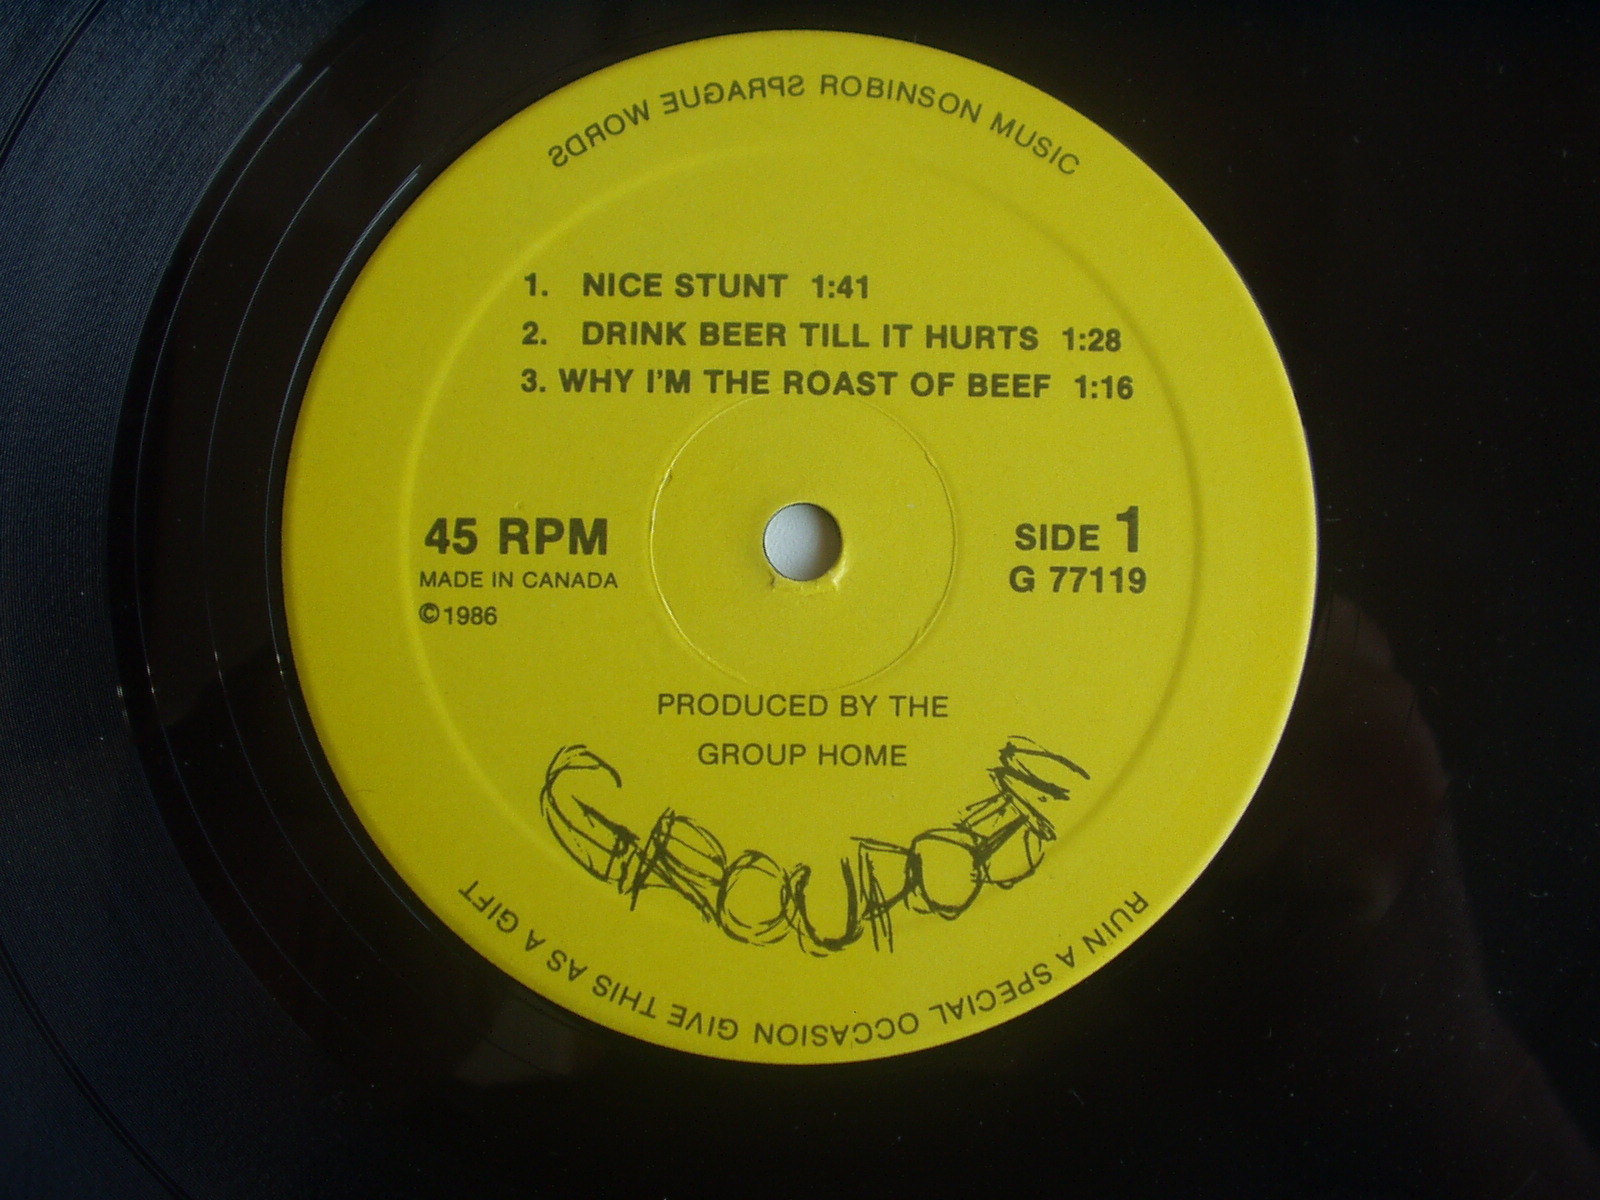 SPRAGUE WORDS ROBINSON MUSIC
1. NICE STUNT 1:41
2. DRINK BEER TILL IT HURTS 1:28
3. WHY I'M THE ROAST OF BEEF 1:16
45 RPM
MADE IN CANADA
©1986
SIDE 1
G 77119
PRODUCED BY THE
GROUP HOME
RUIN A SPECIAL OCCASION GIVE THIS AS A GIFT